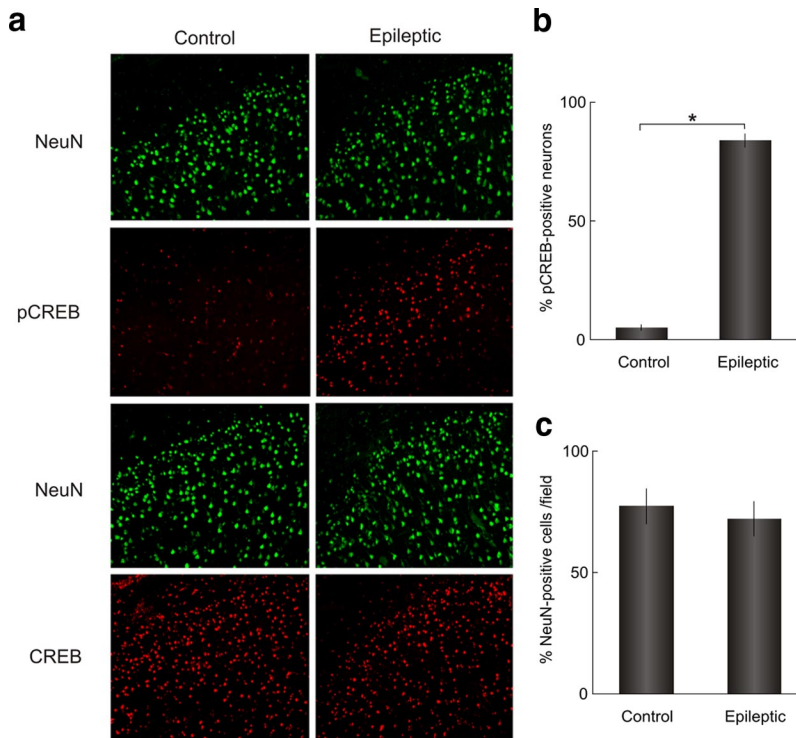 a
Control Epileptic
NeuN
pCREB
NeuN
CREB
b
% pCREB-positive neurons
100
50
0
*
Control Epileptic
c
% NeuN-positive cells /field
100
50
0
Control Epileptic